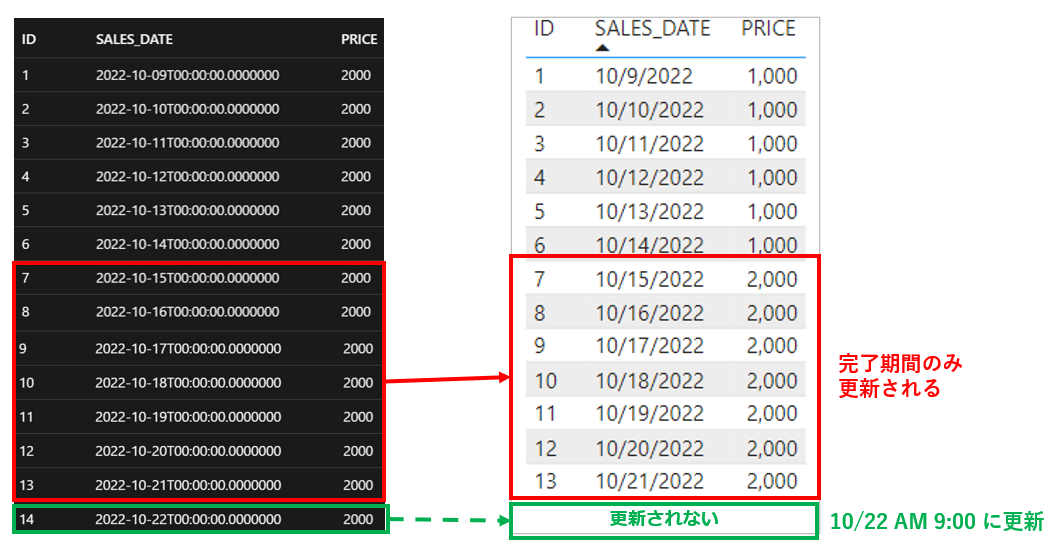 ID SALES_DATE PRICE
1 2022-10-09T00:00:00.0000000 2000
2 2022-10-10T00:00:00.0000000 2000
3 2022-10-11T00:00:00.0000000 2000
4 2022-10-12T00:00:00.0000000 2000
5 2022-10-13T00:00:00.0000000 2000
6 2022-10-14T00:00:00.0000000 2000
7 2022-10-15T00:00:00.0000000 2000
8 2022-10-16T00:00:00.0000000 2000
9 2022-10-17T00:00:00.0000000 2000
10 2022-10-18T00:00:00.0000000 2000
11 2022-10-19T00:00:00.0000000 2000
12 2022-10-20T00:00:00.0000000 2000
13 2022-10-21T00:00:00.0000000 2000
14 2022-10-22T00:00:00.0000000 2000
ID SALES_DATE PRICE
1 10/9/2022 1,000
2 10/10/2022 1,000
3 10/11/2022 1,000
4 10/12/2022 1,000
5 10/13/2022 1,000
6 10/14/2022 1,000
7 10/15/2022 2,000
8 10/16/2022 2,000
9 10/17/2022 2,000
10 10/18/2022 2,000
11 10/19/2022 2,000
12 10/20/2022 2,000
13 10/21/2022 2,000
更新されない
完了期間のみ
更新される
10/22 AM 9:00 に更新